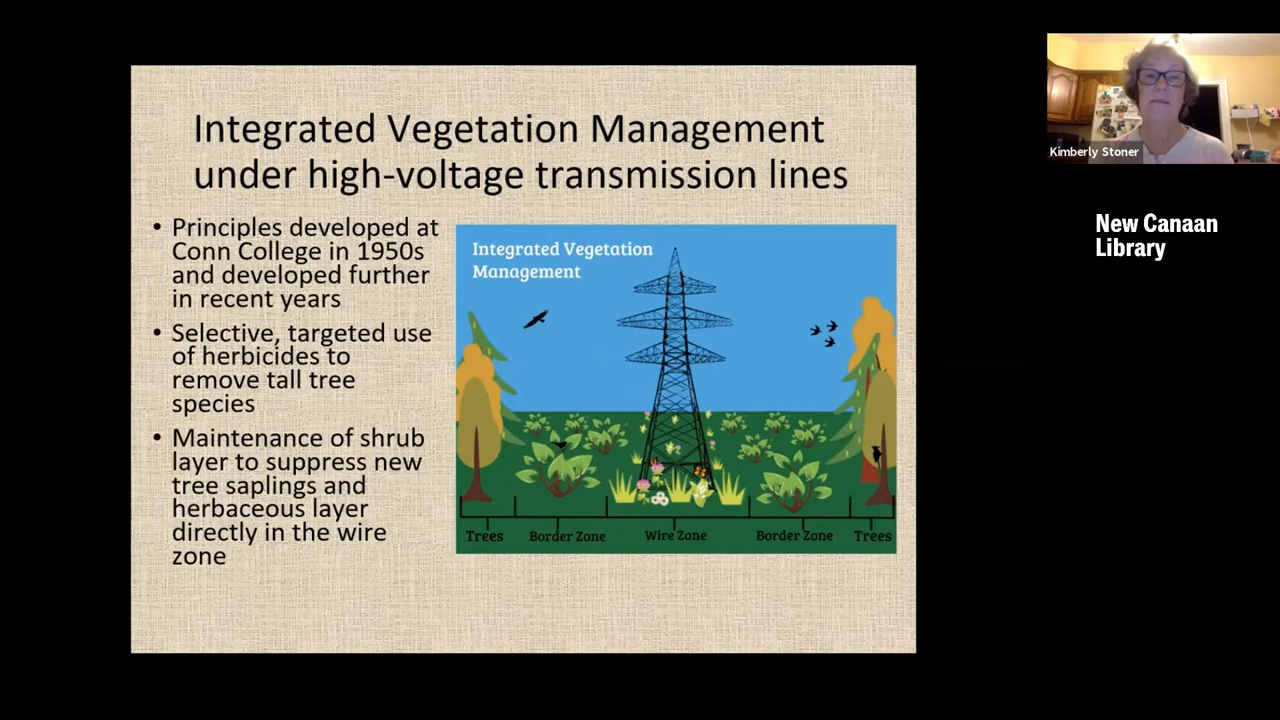 Integrated Vegetation Management
under high-voltage transmission lines
• Principles developed at
Conn College in 1950s
and developed further
in recent years
• Selective, targeted use
of herbicides to
remove tall tree
species
• Maintenance of shrub
layer to suppress new
tree saplings and
herbaceous layer
directly in the wire
zone
Integrated Vegetation
Management
Trees
Border Zone
Wire Zone
Border Zone
Trees
Kimberly Stoner
New Canaan
Library